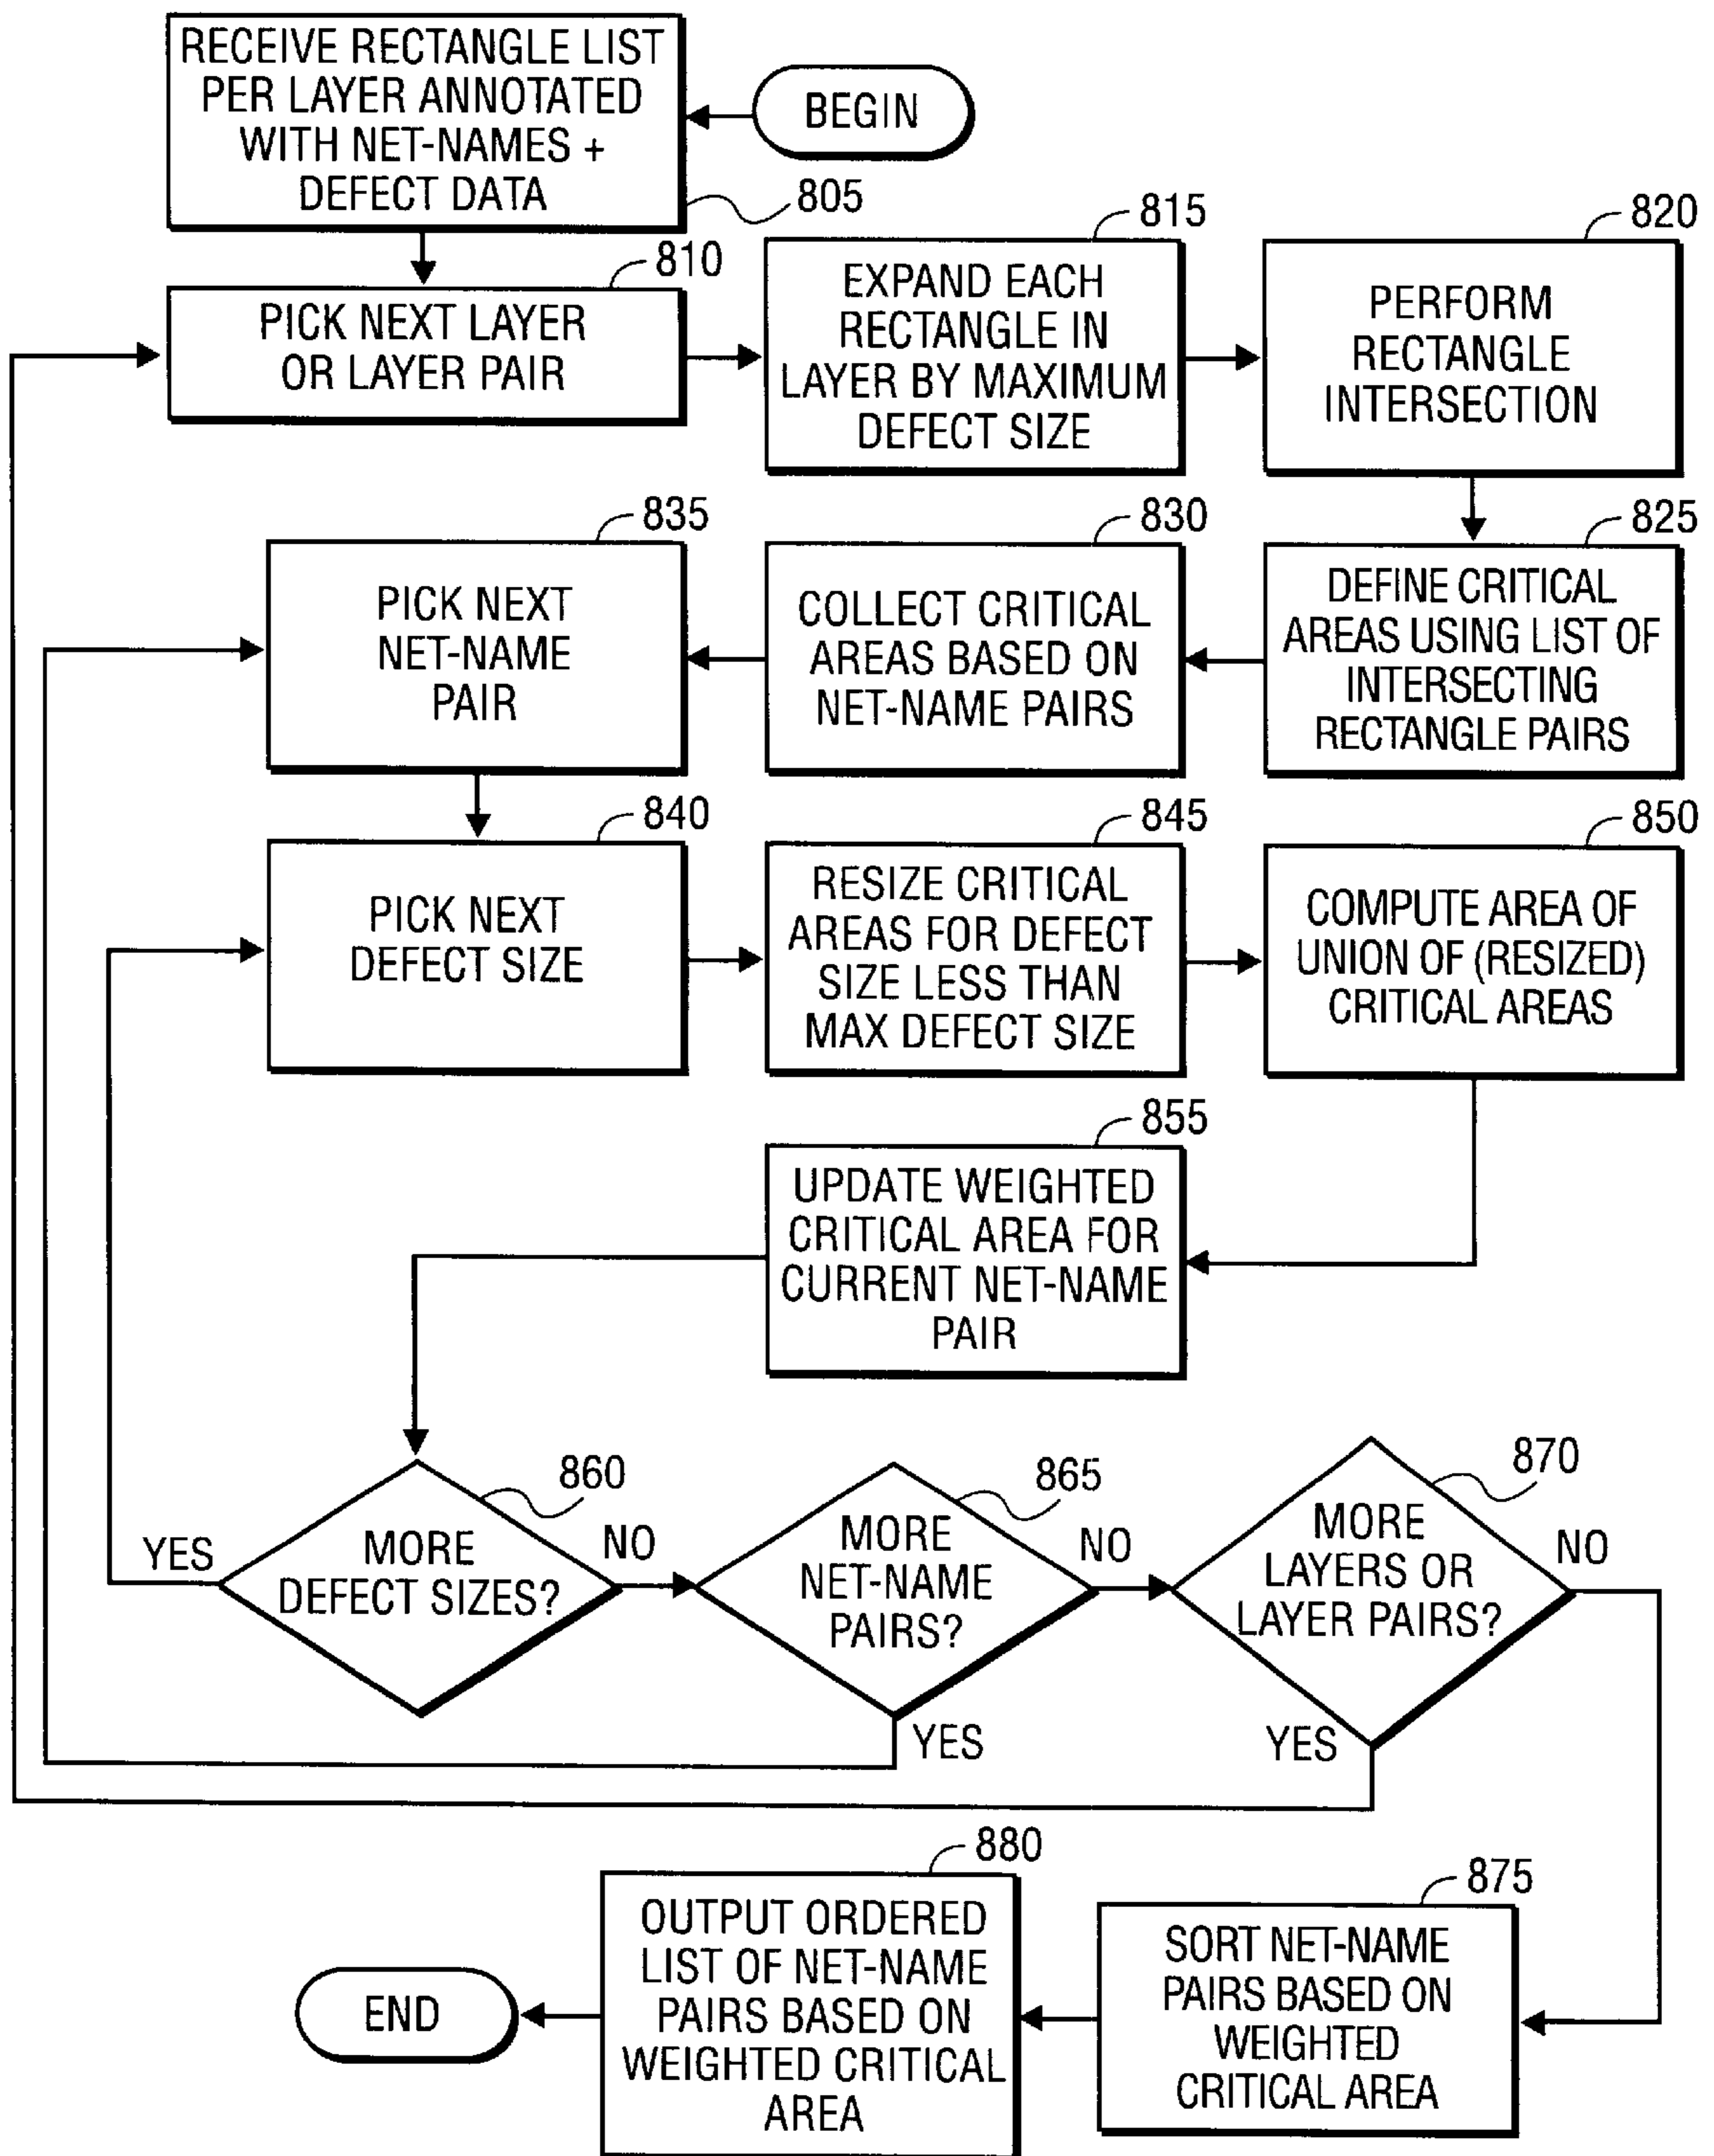 RECEIVE RECTANGLE LIST
PER LAYER ANNOTATED
WITH NET-NAMES +
DEFECT DATA
BEGIN
805
810
PICK NEXT LAYER
OR LAYER PAIR
815
EXPAND EACH
RECTANGLE IN
LAYER BY MAXIMUM
DEFECT SIZE
820
PERFORM
RECTANGLE
INTERSECTION
825
DEFINE CRITICAL
AREAS USING LIST OF
INTERSECTING
RECTANGLE PAIRS
830
COLLECT CRITICAL
AREAS BASED ON
NET-NAME PAIRS
835
PICK NEXT
NET-NAME
PAIR
840
PICK NEXT
DEFECT SIZE
845
RESIZE CRITICAL
AREAS FOR DEFECT
SIZE LESS THAN
MAX DEFECT SIZE
850
COMPUTE AREA OF
UNION OF (RESIZED)
CRITICAL AREAS
855
UPDATE WEIGHTED
CRITICAL AREA FOR
CURRENT NET-NAME
PAIR
860
MORE
DEFECT SIZES?
YES
NO
865
MORE
NET-NAME
PAIRS?
NO
YES
870
MORE
LAYERS OR
LAYER PAIRS?
NO
YES
875
SORT NET-NAME
PAIRS BASED ON
WEIGHTED
CRITICAL AREA
880
OUTPUT ORDERED
LIST OF NET-NAME
PAIRS BASED ON
WEIGHTED CRITICAL
AREA
END